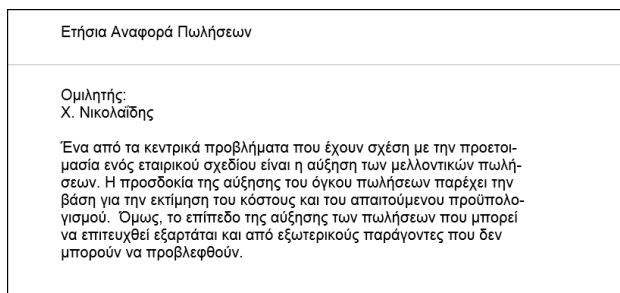 Ετήσια Αναφορά Πωλήσεων
Ομιλητής:
Χ. Νικολαΐδης
Ένα από τα κεντρικά προβλήματα που έχουν σχέση με την προετοι-
μασία ενός εταιρικού σχεδίου είναι η αύξηση των μελλοντικών πωλή-
σεων. Η προσδοκία της αύξησης του όγκου πωλήσεων παρέχει την
βάση για την εκτίμηση του κόστους και του απαιτούμενου προϋπολο-
γισμού.  Όμως, το επίπεδο της αύξησης των πωλήσεων που μπορεί
να επιτευχθεί εξαρτάται και από εξωτερικούς παράγοντες που δεν
μπορούν να προβλεφθούν.